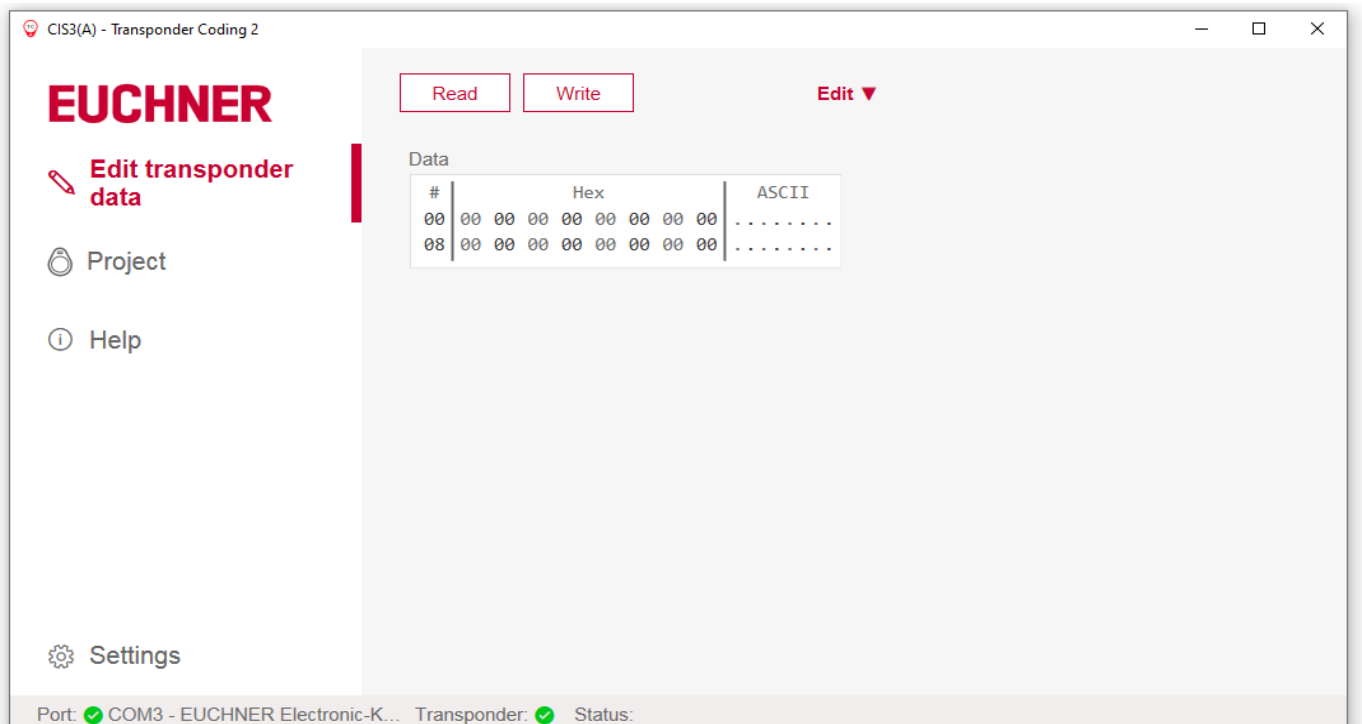 CIS3(A) - Transponder Coding 2
EUCHNER
Edit transponder
data
Project
Help
Settings
Read Write Edit ▼
Data
# Hex ASCII
00 00 00 00 00 00 00 00 00 ........
08 00 00 00 00 00 00 00 00 ........
Port: COM3 - EUCHNER Electronic-K... Transponder: Status: